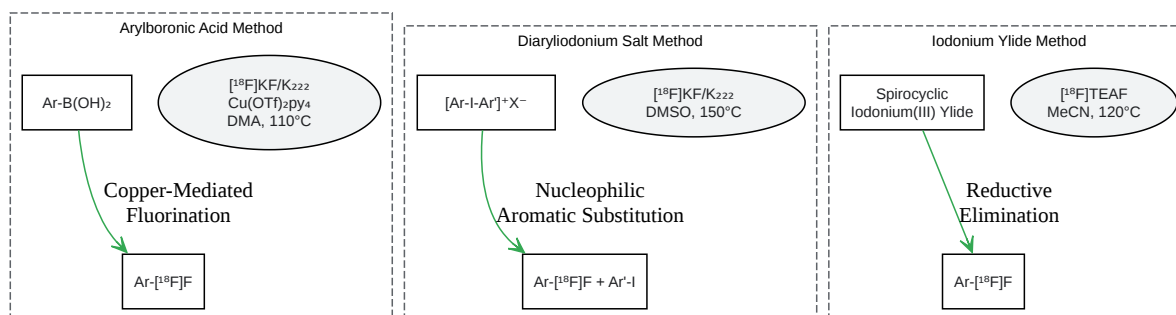 Arylboronic Acid Method
Ar-B(OH)₂
[¹⁸F]KF/K₂₂₂
Cu(OTf)₂py₄
DMA, 110°C
Copper-Mediated
Fluorination
Ar-[¹⁸F]F
Diaryliodonium Salt Method
[Ar-I-Ar']⁺X⁻
[¹⁸F]KF/K₂₂₂
DMSO, 150°C
Nucleophilic
Aromatic Substitution
Ar-[¹⁸F]F + Ar'-I
Iodonium Ylide Method
Spirocyclic
Iodonium(III) Ylide
[¹⁸F]TEAF
MeCN, 120°C
Reductive
Elimination
Ar-[¹⁸F]F